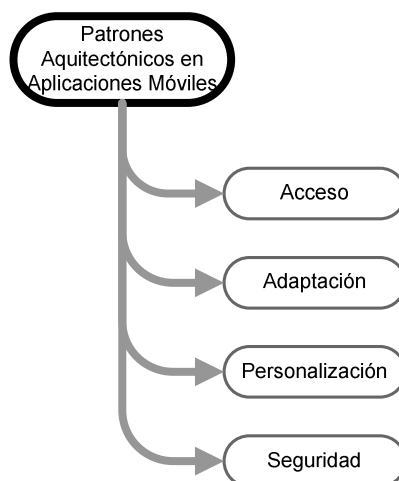 Patrones
Aquitectónicos en
Aplicaciones Móviles
Acceso
Adaptación
Personalización
Seguridad